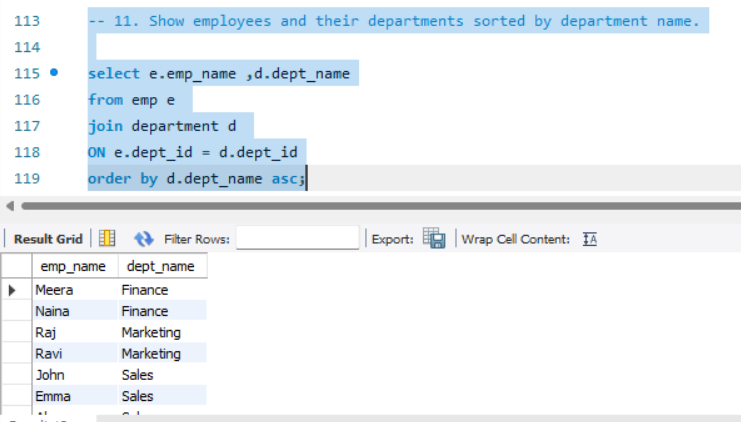 113 -- 11. Show employees and their departments sorted by department name.
114
115 select e.emp_name ,d.dept_name
116 from emp e
117 join department d
118 ON e.dept_id = d.dept_id
119 order by d.dept_name asc;
Result Grid Filter Rows: Export: Wrap Cell Content: IA
emp_name dept_name
Meera Finance
Naina Finance
Raj Marketing
Ravi Marketing
John Sales
Emma Sales